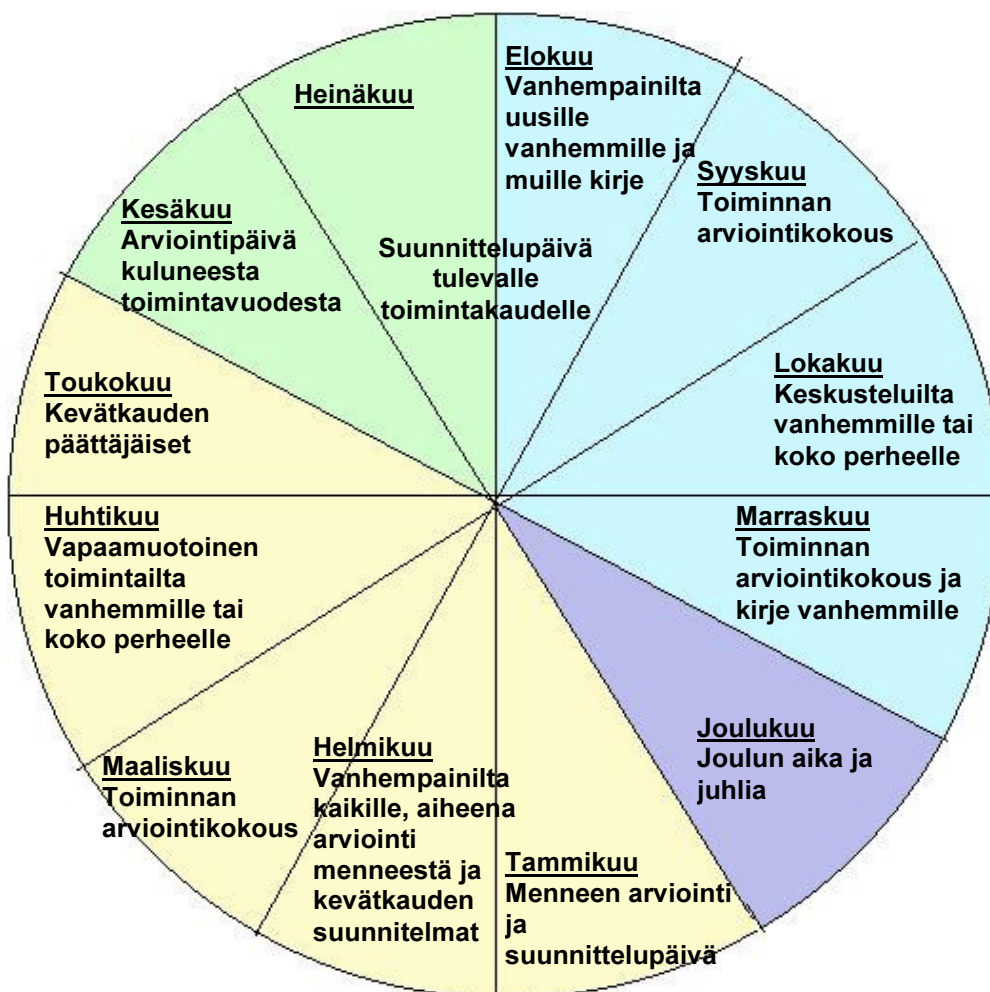 Elokuu
Vanhempainilta
uusille
vanhemmille ja
muille kirje
Syyskuu
Toiminnan
arviointikokous
Lokakuu
Keskusteluilta
vanhemmille tai
koko perheelle
Marraskuu
Toiminnan
arviointikokous ja
kirje vanhemmille
Joulukuu
Joulun aika ja
juhlia
Tammikuu
Menneen arviointi
ja
suunnittelupäivä
Helmikuu
Vanhempainilta
kaikille, aiheena
arviointi
menneestä ja
kevätkauden
suunnitelmat
Maaliskuu
Toiminnan
arviointikokous
Huhtikuu
Vapaamuotoinen
toimintailta
vanhemmille tai
koko perheelle
Toukokuu
Kevätkauden
päättäjäiset
Kesäkuu
Arviointipäivä
kuluneesta
toimintavuodesta
Heinäkuu
Suunnittelupäivä
tulevalle
toimintakaudelle